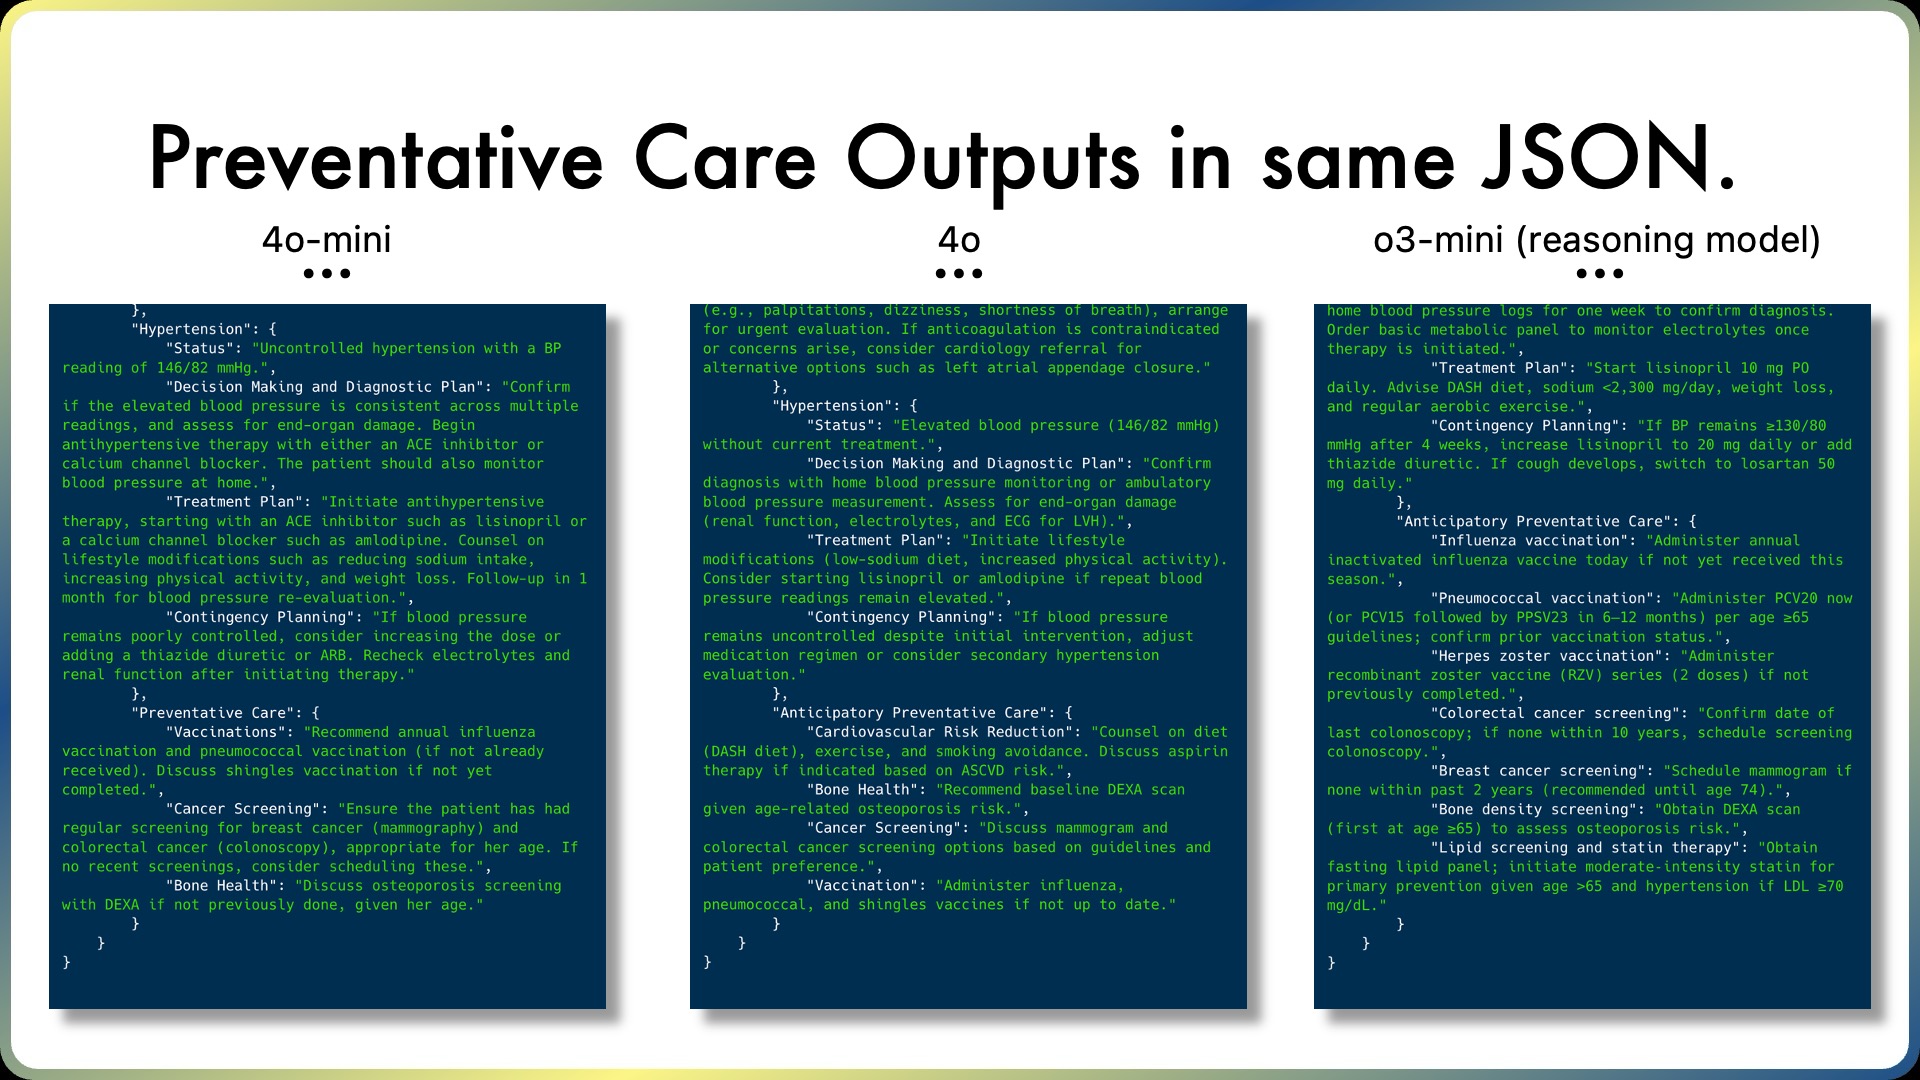 Preventative Care Outputs in same JSON.
4o-mini
•••
},
"Hypertension": {
"Status": "Uncontrolled hypertension with a BP
reading of 146/82 mmHg.",
"Decision Making and Diagnostic Plan": "Confirm
if the elevated blood pressure is consistent across multiple
readings, and assess for end-organ damage. Begin
antihypertensive therapy with either an ACE inhibitor or
calcium channel blocker. The patient should also monitor
blood pressure at home.",
"Treatment Plan": "Initiate antihypertensive
therapy, starting with an ACE inhibitor such as lisinopril or
a calcium channel blocker such as amlodipine. Counsel on
lifestyle modifications such as reducing sodium intake,
increasing physical activity, and weight loss. Follow-up in 1
month for blood pressure re-evaluation.",
"Contingency Planning": "If blood pressure
remains poorly controlled, consider increasing the dose or
adding a thiazide diuretic or ARB. Recheck electrolytes and
renal function after initiating therapy."
},
"Preventative Care": {
"Vaccinations": "Recommend annual influenza
vaccination and pneumococcal vaccination (if not already
received). Discuss shingles vaccination if not yet
completed.",
"Cancer Screening": "Ensure the patient has had
regular screening for breast cancer (mammography) and
colorectal cancer (colonoscopy), appropriate for her age. If
no recent screenings, consider scheduling these.",
"Bone Health": "Discuss osteoporosis screening
with DEXA if not previously done, given her age."
}
}
}
4o
•••
(e.g., palpitations, dizziness, shortness of breath), arrange
for urgent evaluation. If anticoagulation is contraindicated
or concerns arise, consider cardiology referral for
alternative options such as left atrial appendage closure."
},
"Hypertension": {
"Status": "Elevated blood pressure (146/82 mmHg)
without current treatment.",
"Decision Making and Diagnostic Plan": "Confirm
diagnosis with home blood pressure monitoring or ambulatory
blood pressure measurement. Assess for end-organ damage
(renal function, electrolytes, and ECG for LVH).",
"Treatment Plan": "Initiate lifestyle
modifications (low-sodium diet, increased physical activity).
Consider starting lisinopril or amlodipine if repeat blood
pressure readings remain elevated.",
"Contingency Planning": "If blood pressure
remains uncontrolled despite initial intervention, adjust
medication regimen or consider secondary hypertension
evaluation."
},
"Anticipatory Preventative Care": {
"Cardiovascular Risk Reduction": "Counsel on diet
(DASH diet), exercise, and smoking avoidance. Discuss aspirin
therapy if indicated based on ASCVD risk.",
"Bone Health": "Recommend baseline DEXA scan
given age-related osteoporosis risk.",
"Cancer Screening": "Discuss mammogram and
colorectal cancer screening options based on guidelines and
patient preference.",
"Vaccination": "Administer influenza,
pneumococcal, and shingles vaccines if not up to date."
}
}
}
o3-mini (reasoning model)
•••
home blood pressure logs for one week to confirm diagnosis.
Order basic metabolic panel to monitor electrolytes once
therapy is initiated.",
"Treatment Plan": "Start lisinopril 10 mg PO
daily. Advise DASH diet, sodium <2,300 mg/day, weight loss,
and regular aerobic exercise.",
"Contingency Planning": "If BP remains ≥130/80
mmHg after 4 weeks, increase lisinopril to 20 mg daily or add
thiazide diuretic. If cough develops, switch to losartan 50
mg daily."
},
"Anticipatory Preventative Care": {
"Influenza vaccination": "Administer annual
inactivated influenza vaccine today if not yet received this
season.",
"Pneumococcal vaccination": "Administer PCV20 now
(or PCV15 followed by PPSV23 in 6–12 months) per age ≥65
guidelines; confirm prior vaccination status.",
"Herpes zoster vaccination": "Administer
recombinant zoster vaccine (RZV) series (2 doses) if not
previously completed.",
"Colorectal cancer screening": "Confirm date of
last colonoscopy; if none within 10 years, schedule screening
colonoscopy.",
"Breast cancer screening": "Schedule mammogram if
none within past 2 years (recommended until age 74).",
"Bone density screening": "Obtain DEXA scan
(first at age ≥65) to assess osteoporosis risk.",
"Lipid screening and statin therapy": "Obtain
fasting lipid panel; initiate moderate-intensity statin for
primary prevention given age >65 and hypertension if LDL ≥70
mg/dL."
}
}
}